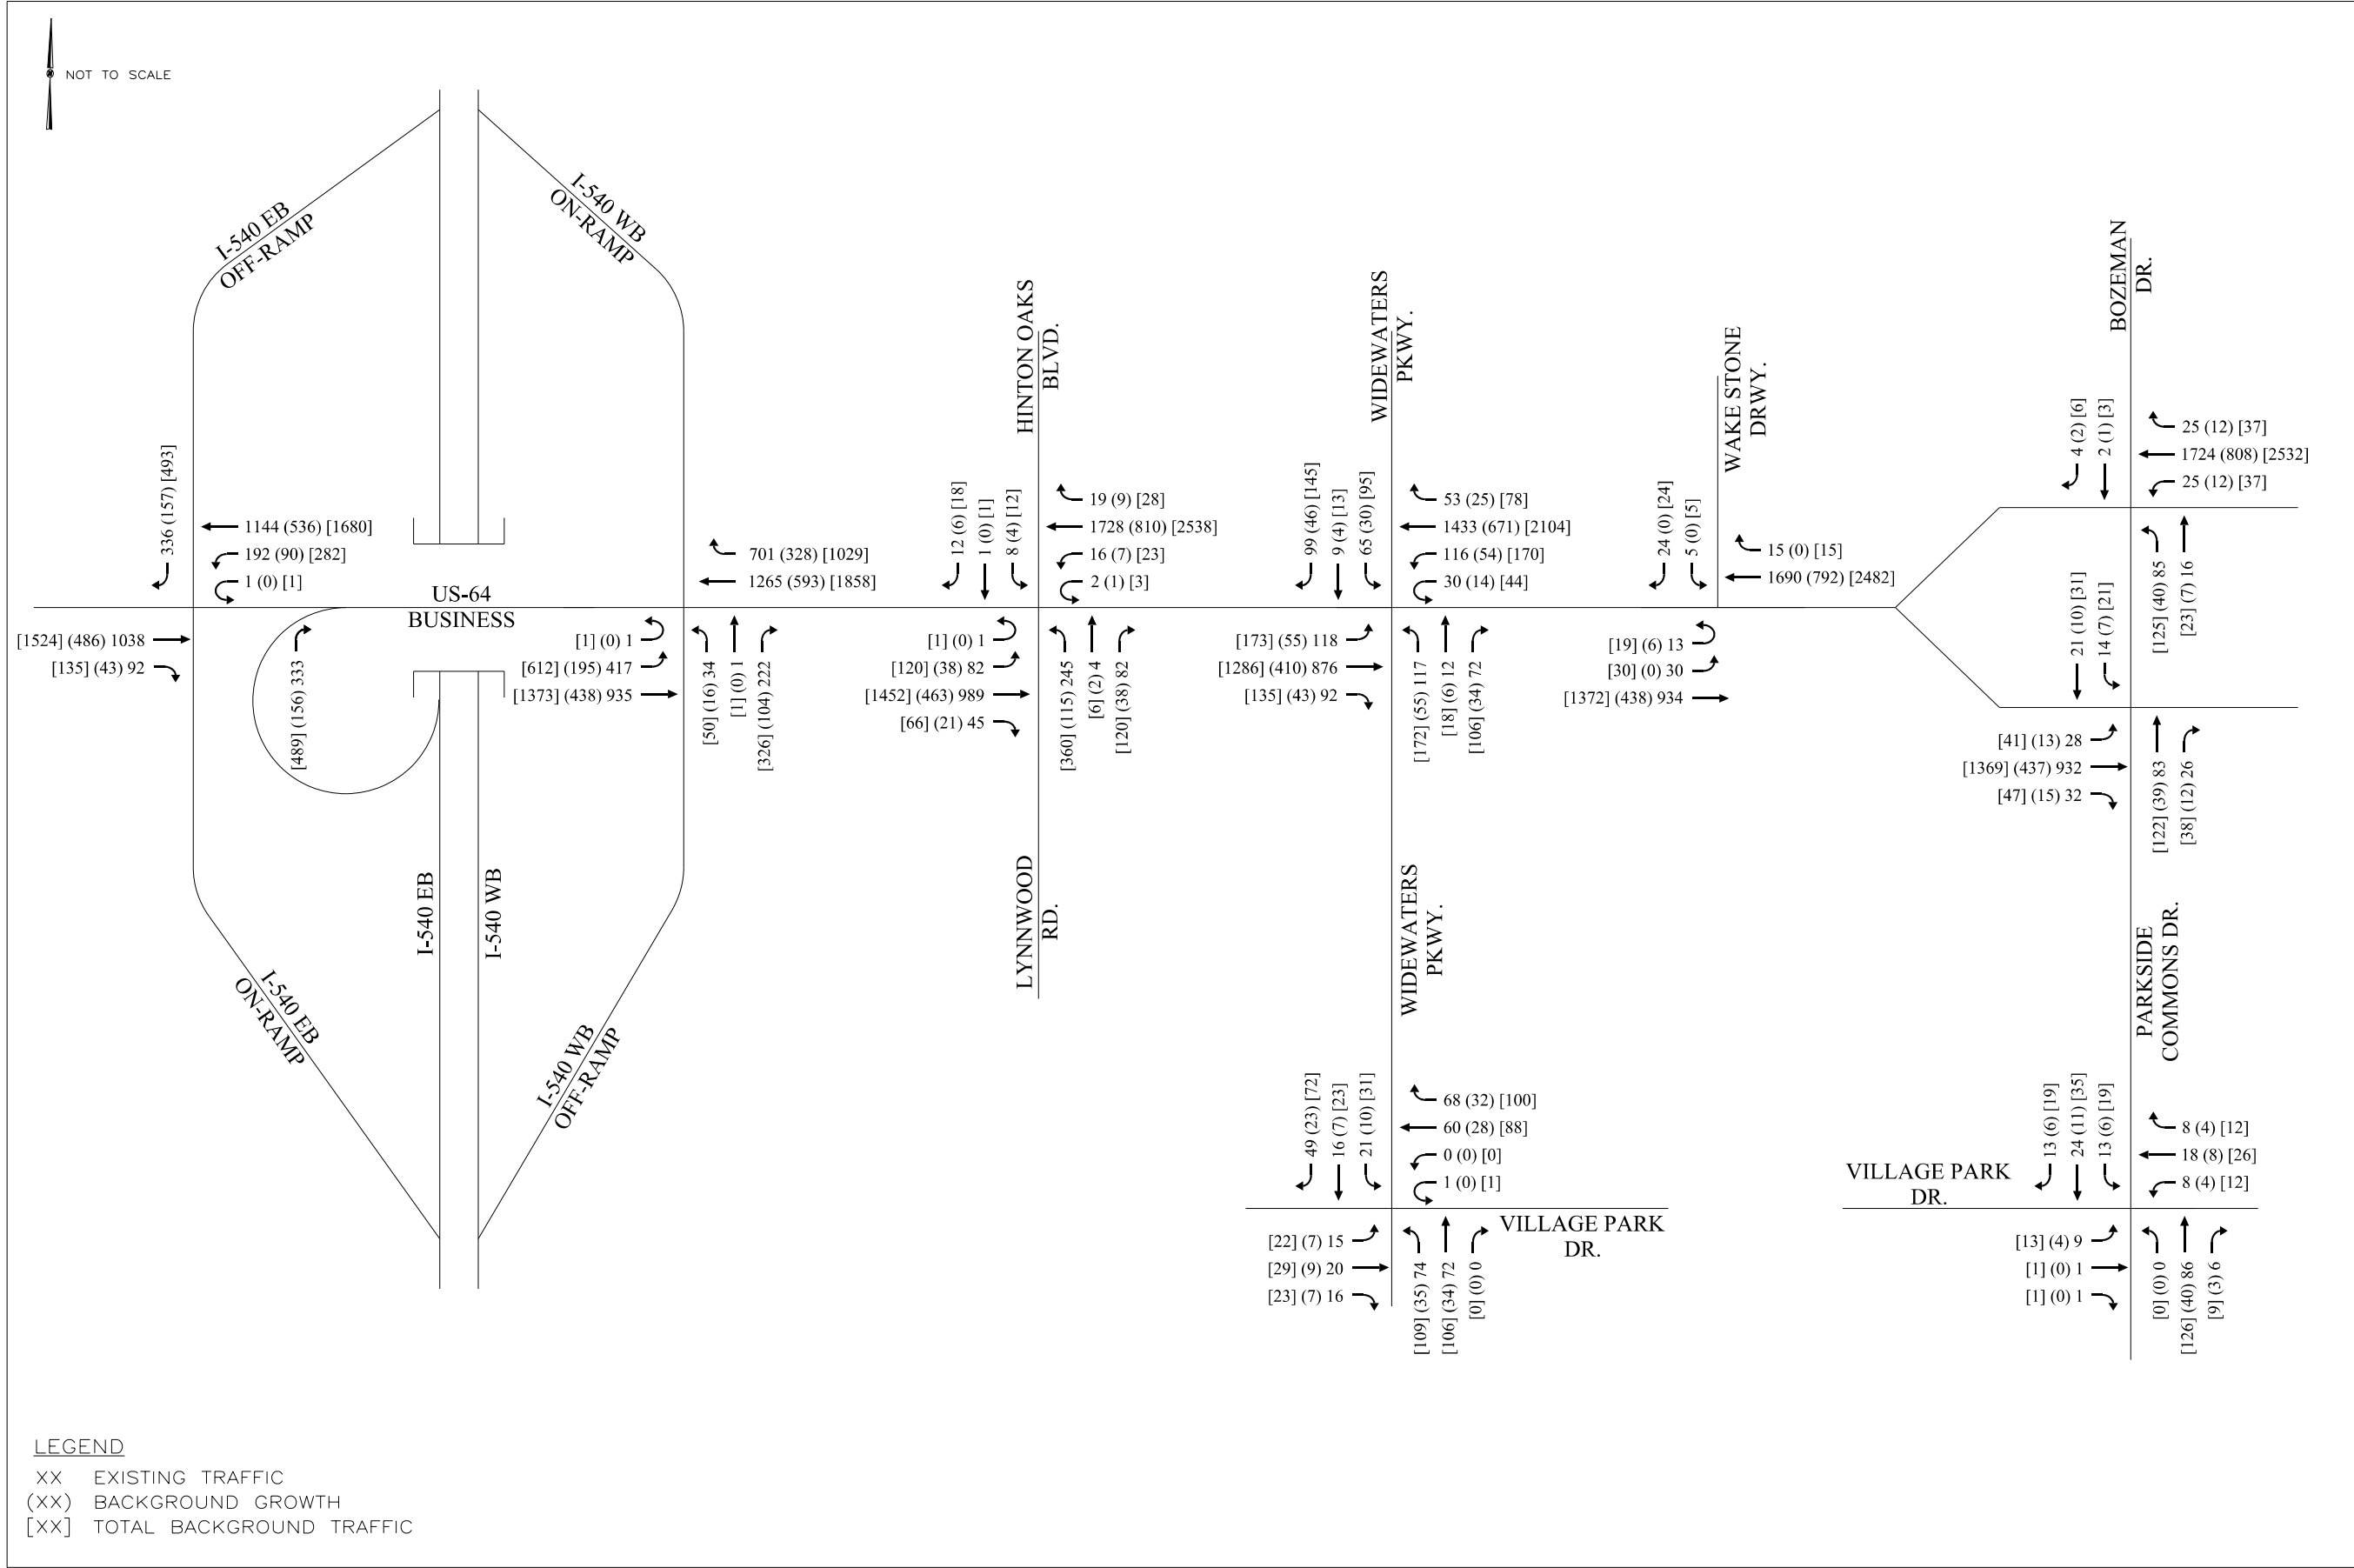 NOT TO SCALE
I-540 EB
OFF-RAMP
I-540 WB
ON-RAMP
336 (157) [493]
1144 (536) [1680]
192 (90) [282]
1 (0) [1]
[1524] (486) 1038
[135] (43) 92
[489] (156) 333
US-64
BUSINESS
701 (328) [1029]
1265 (593) [1858]
[1] (0) 1
[612] (195) 417
[1373] (438) 935
[50] (16) 34
[1] (0) 1
[326] (104) 222
I-540 EB
I-540 WB
I-540 EB
ON-RAMP
I-540 WB
OFF-RAMP
HINTON OAKS
BLVD.
12 (6) [18]
1 (0) [1]
8 (4) [12]
19 (9) [28]
1728 (810) [2538]
16 (7) [23]
2 (1) [3]
[1] (0) 1
[120] (38) 82
[1452] (463) 989
[66] (21) 45
[360] (115) 245
[6] (2) 4
[120] (38) 82
LYNNWOOD
RD.
WIDEWATERS
PKWY.
99 (46) [145]
9 (4) [13]
65 (30) [95]
53 (25) [78]
1433 (671) [2104]
116 (54) [170]
30 (14) [44]
[173] (55) 118
[1286] (410) 876
[135] (43) 92
[172] (55) 117
[18] (6) 12
[106] (34) 72
WIDEWATERS
PKWY.
WAKE STONE
DRWY.
24 (0) [24]
5 (0) [5]
15 (0) [15]
1690 (792) [2482]
[19] (6) 13
[30] (0) 30
[1372] (438) 934
BOZEMAN
DR.
4 (2) [6]
2 (1) [3]
25 (12) [37]
1724 (808) [2532]
25 (12) [37]
[125] (40) 85
[23] (7) 16
21 (10) [31]
14 (7) [21]
[41] (13) 28
[1369] (437) 932
[47] (15) 32
[122] (39) 83
[38] (12) 26
PARKSIDE
COMMONS DR.
49 (23) [72]
16 (7) [23]
21 (10) [31]
68 (32) [100]
60 (28) [88]
0 (0) [0]
1 (0) [1]
[22] (7) 15
[29] (9) 20
[23] (7) 16
[109] (35) 74
[106] (34) 72
[0] (0) 0
VILLAGE PARK
DR.
VILLAGE PARK
DR.
13 (6) [19]
24 (11) [35]
13 (6) [19]
8 (4) [12]
18 (8) [26]
8 (4) [12]
[13] (4) 9
[1] (0) 1
[1] (0) 1
[0] (0) 0
[126] (40) 86
[9] (3) 6
LEGEND
XX EXISTING TRAFFIC
(XX) BACKGROUND GROWTH
[XX] TOTAL BACKGROUND TRAFFIC